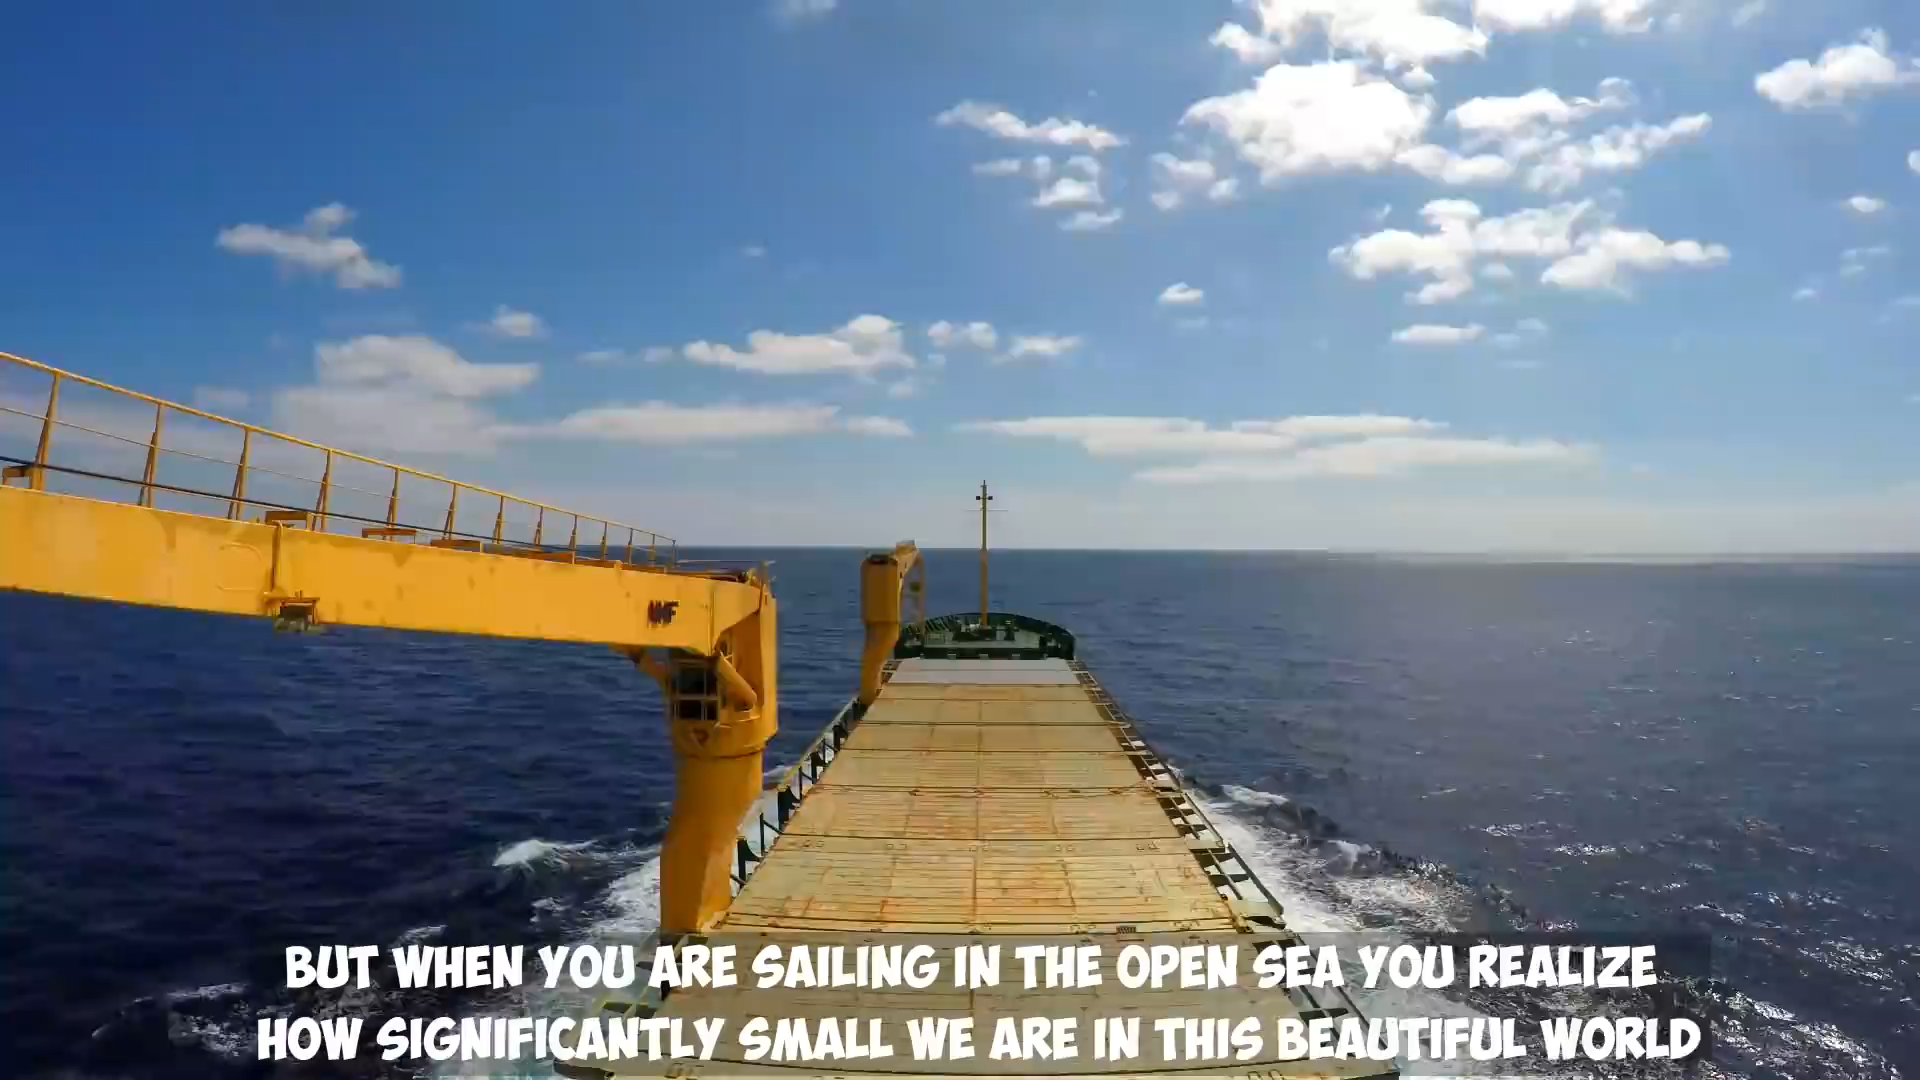 NMF
BUT WHEN YOU ARE SAILING IN THE OPEN SEA YOU REALIZE
HOW SIGNIFICANTLY SMALL WE ARE IN THIS BEAUTIFUL WORLD